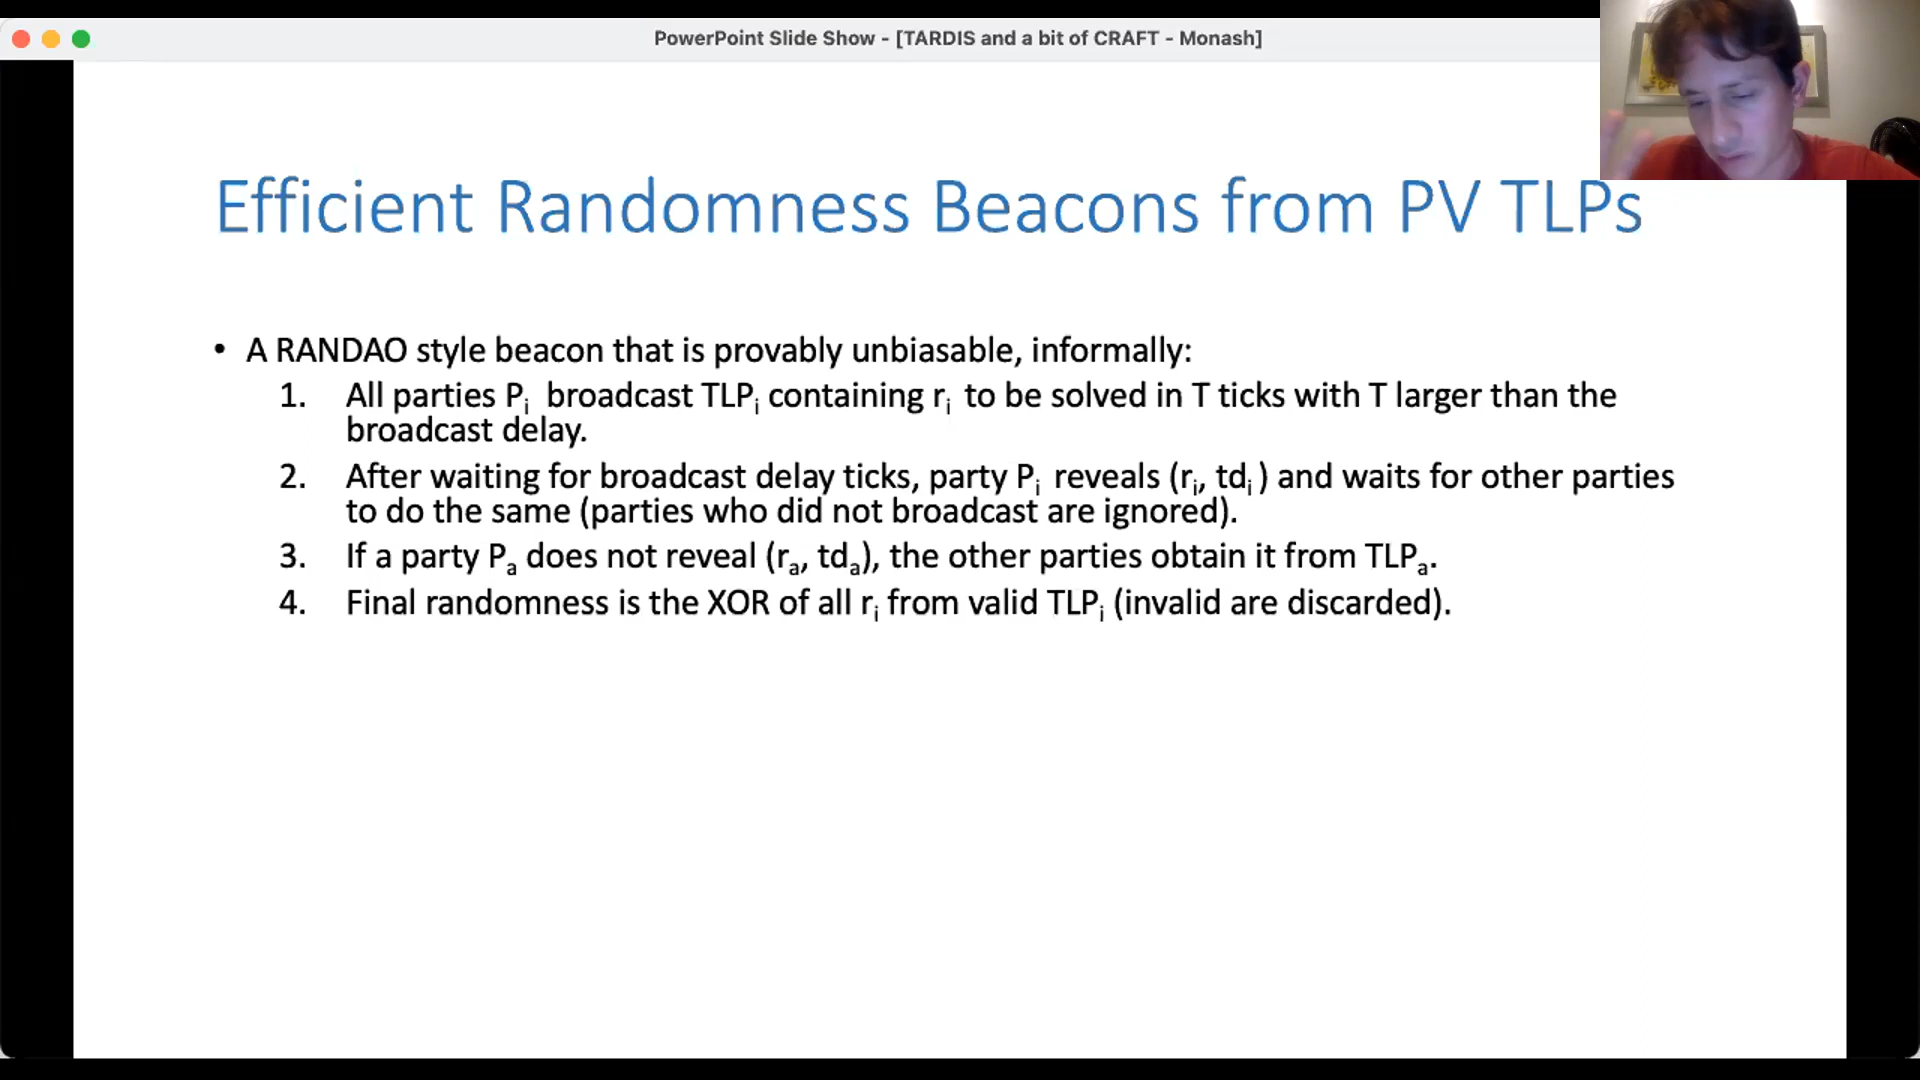 PowerPoint Slide Show - [TARDIS and a bit of CRAFT - Monash]
Efficient Randomness Beacons from PV TLPs
• A RANDAO style beacon that is provably unbiasable, informally:
1. All parties Pi broadcast TLPi containing ri to be solved in T ticks with T larger than the
broadcast delay.
2. After waiting for broadcast delay ticks, party Pi reveals (ri, tdi) and waits for other parties
to do the same (parties who did not broadcast are ignored).
3. If a party Pa does not reveal (ra, tda), the other parties obtain it from TLPa.
4. Final randomness is the XOR of all ri from valid TLPi (invalid are discarded).